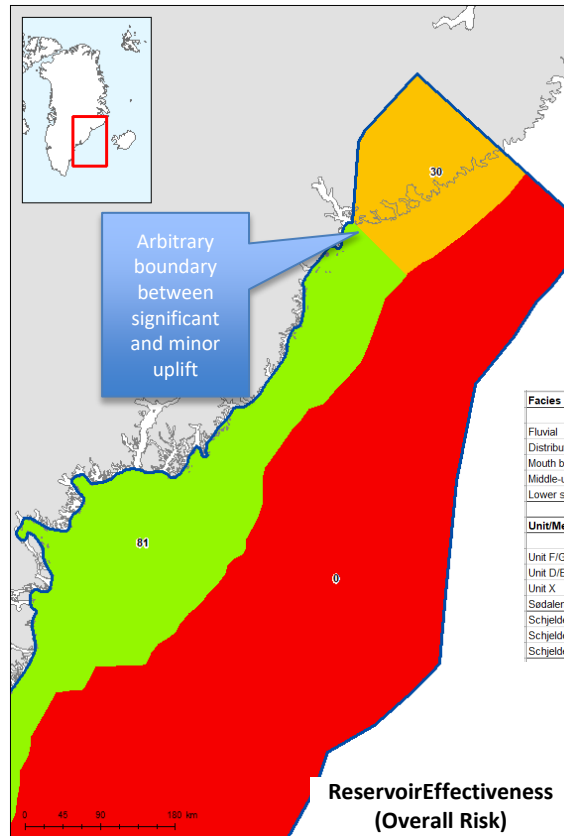 30
Arbitrary
boundary
between
significant
and minor
uplift
Facies
Fluvial
Mouth b
Lower s
Unit/Me
Unit F/G
Unit D/E
Unit X
81
0
ReservoirEffectiveness
(Overall Risk)
0 45 90 180 km